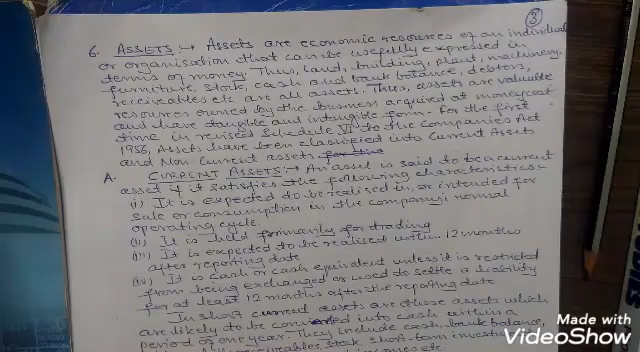 3
6. ASSETS :→ Assets are economic resources of an individual
or organisation that can be usefully expressed in
terms of money. Thus, land, building, plant, machinery,
furniture, stock, cash and bank balance, debtors,
receivables etc are all assets. Thus, assets are valuable
resources owned by the business acquired at money cost
and have tangible and intangible form. For the first
time in revised Schedule VI to the Companies Act
1956, Assets have been classified into Current Assets
and Non-Current assets for the
A. CURRENT ASSETS :→ An asset is said to be a current
asset if it satisfies the following characteristics-
(i) It is expected to be realised in, or intended for
sale or consumption in the company's normal
operating cycle
(ii) It is held primarily for trading
(iii) It is expected to be realised within 12 months
after reporting date
(iv) It is cash or cash equivalent unless it is restricted
from being exchanged or used to settle a liability
for at least 12 months after the reporting date
In short current assets are those assets which
are likely to be converted into cash within a
period of one year. They include cash, bank balance,
receivables, stock, short-term
Made with
VideoShow